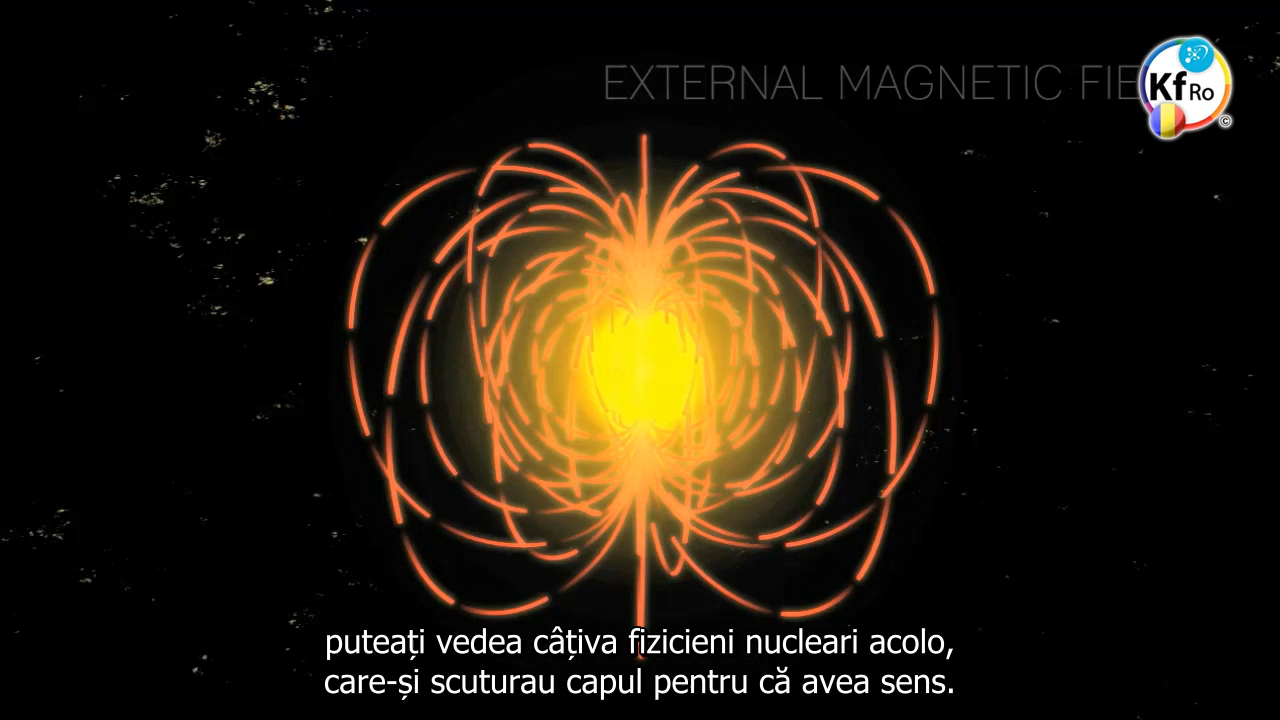 EXTERNAL MAGNETIC FIE
Kf Ro
©
puteați vedea câțiva fizicieni nucleari acolo,
care-și scuturau capul pentru că avea sens.